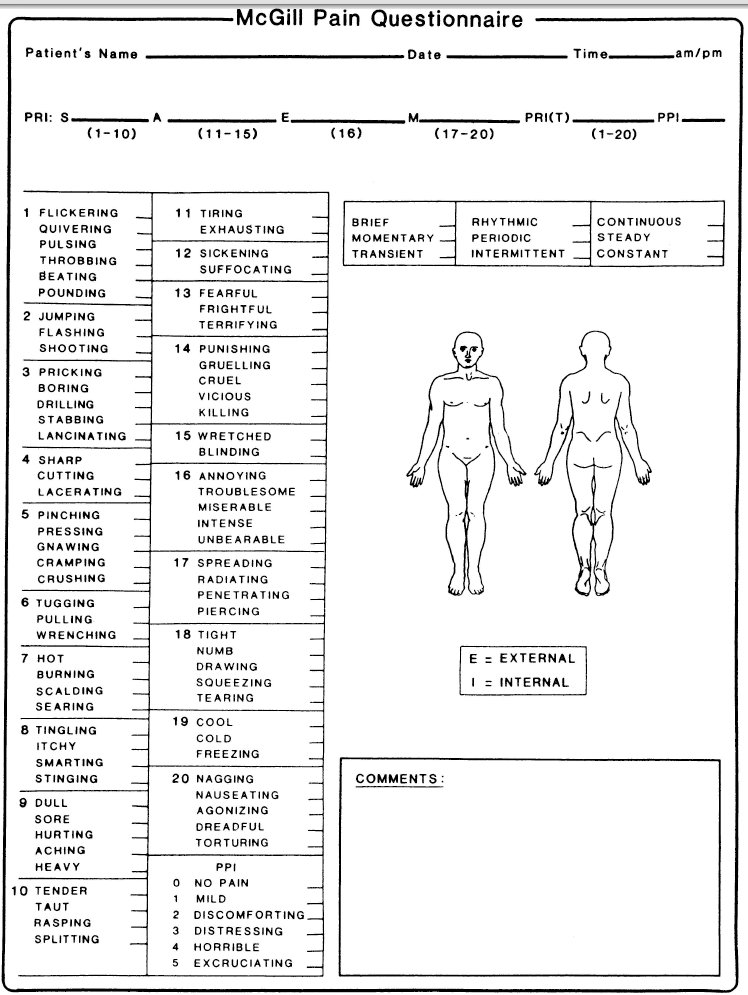 McGill Pain Questionnaire
Patient's Name Date Time am/pm
PRI: S A E M PRI(T) PPI
(1-10) (11-15) (16) (17-20) (1-20)
1 FLICKERING
QUIVERING
PULSING
THROBBING
BEATING
POUNDING
2 JUMPING
FLASHING
SHOOTING
3 PRICKING
BORING
DRILLING
STABBING
LANCINATING
4 SHARP
CUTTING
LACERATING
5 PINCHING
PRESSING
GNAWING
CRAMPING
CRUSHING
6 TUGGING
PULLING
WRENCHING
7 HOT
BURNING
SCALDING
SEARING
8 TINGLING
ITCHY
SMARTING
STINGING
9 DULL
SORE
HURTING
ACHING
HEAVY
10 TENDER
TAUT
RASPING
SPLITTING
11 TIRING
EXHAUSTING
12 SICKENING
SUFFOCATING
13 FEARFUL
FRIGHTFUL
TERRIFYING
14 PUNISHING
GRUELLING
CRUEL
VICIOUS
KILLING
15 WRETCHED
BLINDING
16 ANNOYING
TROUBLESOME
MISERABLE
INTENSE
UNBEARABLE
17 SPREADING
RADIATING
PENETRATING
PIERCING
18 TIGHT
NUMB
DRAWING
SQUEEZING
TEARING
19 COOL
COLD
FREEZING
20 NAGGING
NAUSEATING
AGONIZING
DREADFUL
TORTURING
PPI
0 NO PAIN
1 MILD
2 DISCOMFORTING
3 DISTRESSING
4 HORRIBLE
5 EXCRUCIATING
BRIEF
MOMENTARY
TRANSIENT
RHYTHMIC
PERIODIC
INTERMITTENT
CONTINUOUS
STEADY
CONSTANT
E = EXTERNAL
I = INTERNAL
COMMENTS: